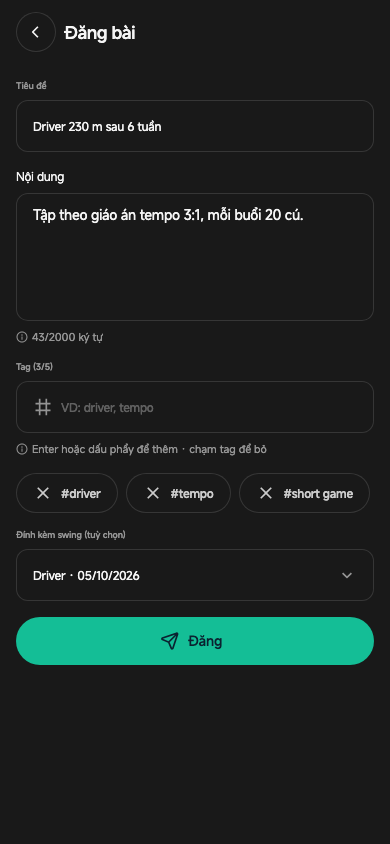 Đăng bài
Tiêu đề
Driver 230 m sau 6 tuần
Nội dung
Tập theo giáo án tempo 3:1, mỗi buổi 20 cú.
43/2000 ký tự
Tag (3/5)
VD: driver, tempo
Enter hoặc dấu phẩy để thêm · chạm tag để bỏ
#driver
#tempo
#short game
Đính kèm swing (tuỳ chọn)
Driver · 05/10/2026
Đăng